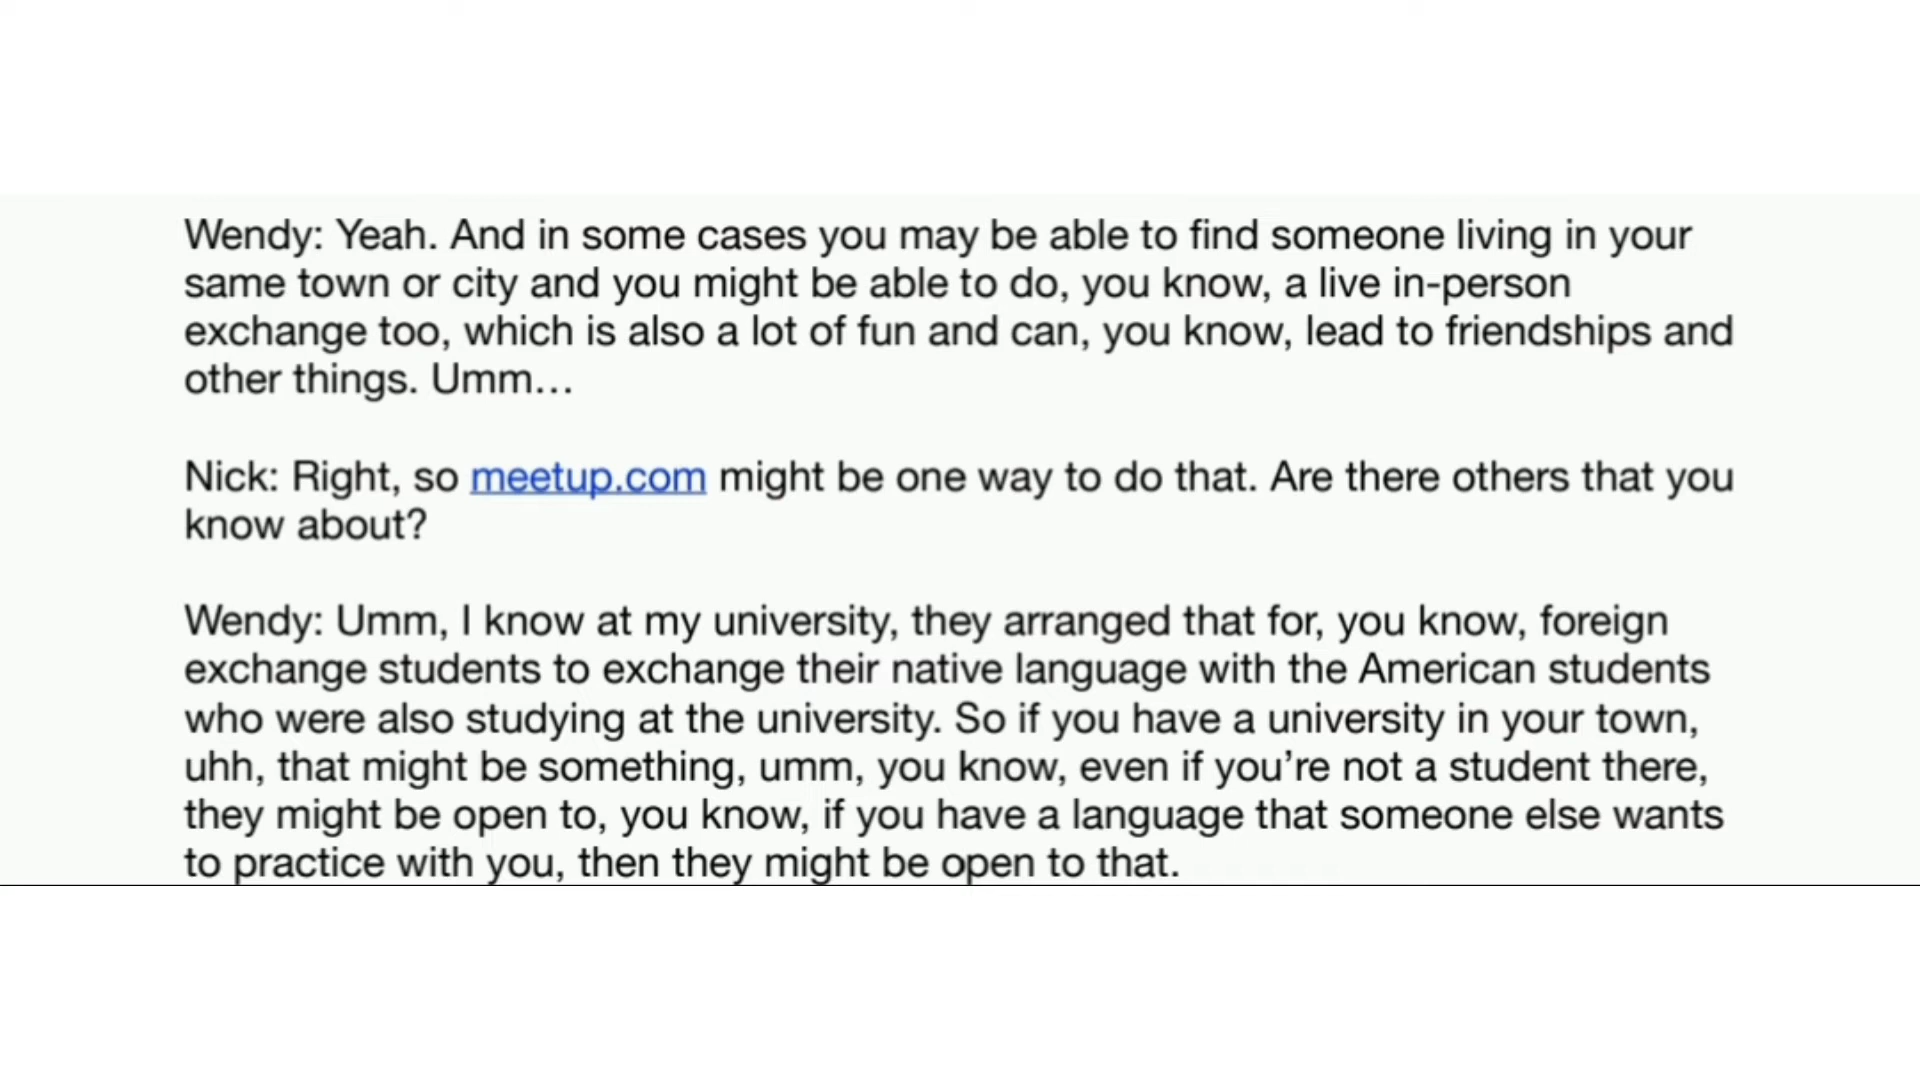 Wendy: Yeah. And in some cases you may be able to find someone living in your
same town or city and you might be able to do, you know, a live in-person
exchange too, which is also a lot of fun and can, you know, lead to friendships and
other things. Umm…
Nick: Right, so meetup.com might be one way to do that. Are there others that you
know about?
Wendy: Umm, I know at my university, they arranged that for, you know, foreign
exchange students to exchange their native language with the American students
who were also studying at the university. So if you have a university in your town,
uhh, that might be something, umm, you know, even if you’re not a student there,
they might be open to, you know, if you have a language that someone else wants
to practice with you, then they might be open to that.